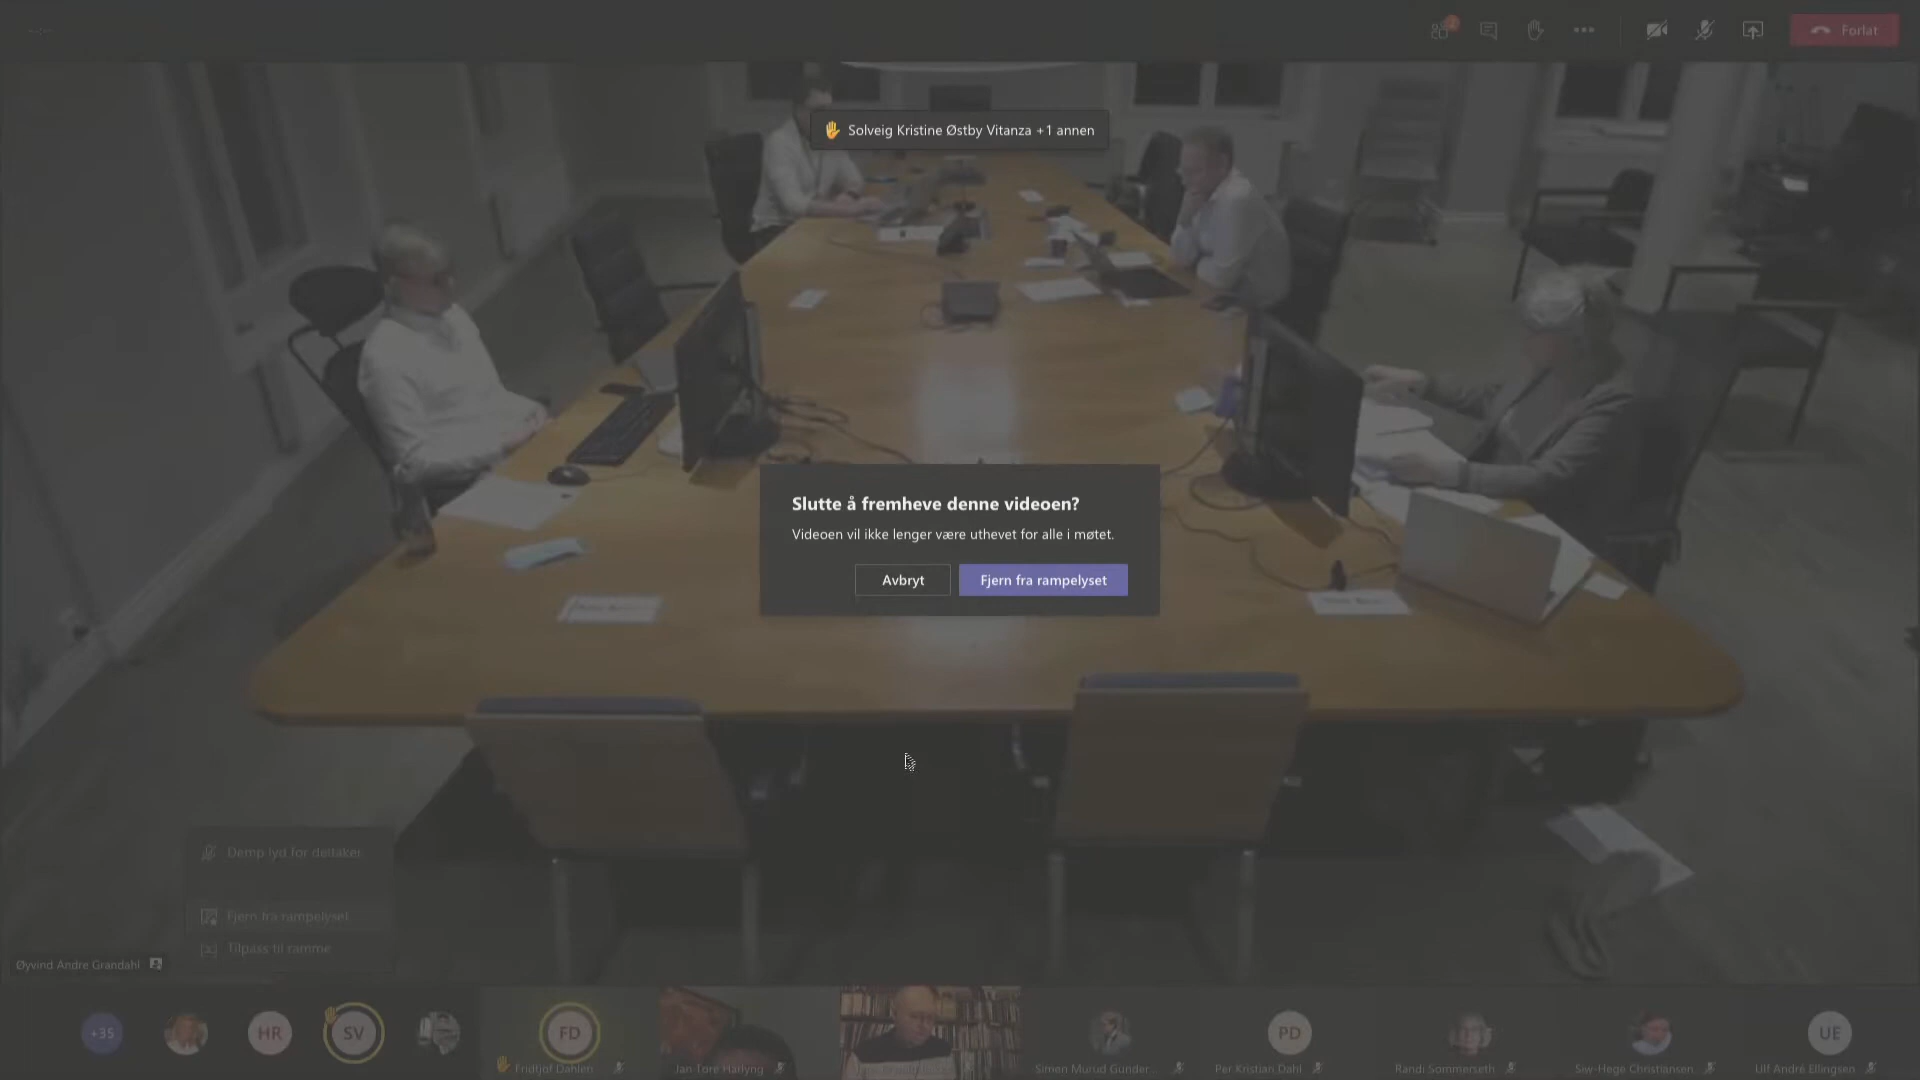 Forlat
Solveig Kristine Østby Vitanza +1 annen
Slutte å fremheve denne videoen?
Videoen vil ikke lenger være uthevet for alle i møtet.
Avbryt
Fjern fra rampelyset
Demp lyd for deltaker
Fjern fra rampelyset
Tilpass til ramme
Øyvind Andre Grandahl
+35
HR
SV
FD
PD
UE
Fridtjof Dahlen
Jan Tore Hærlyng
Simen Murud Gunder...
Per Kristian Dahl
Randi Sommerseth
Siw-Hege Christiansen
Ulf André Ellingsen